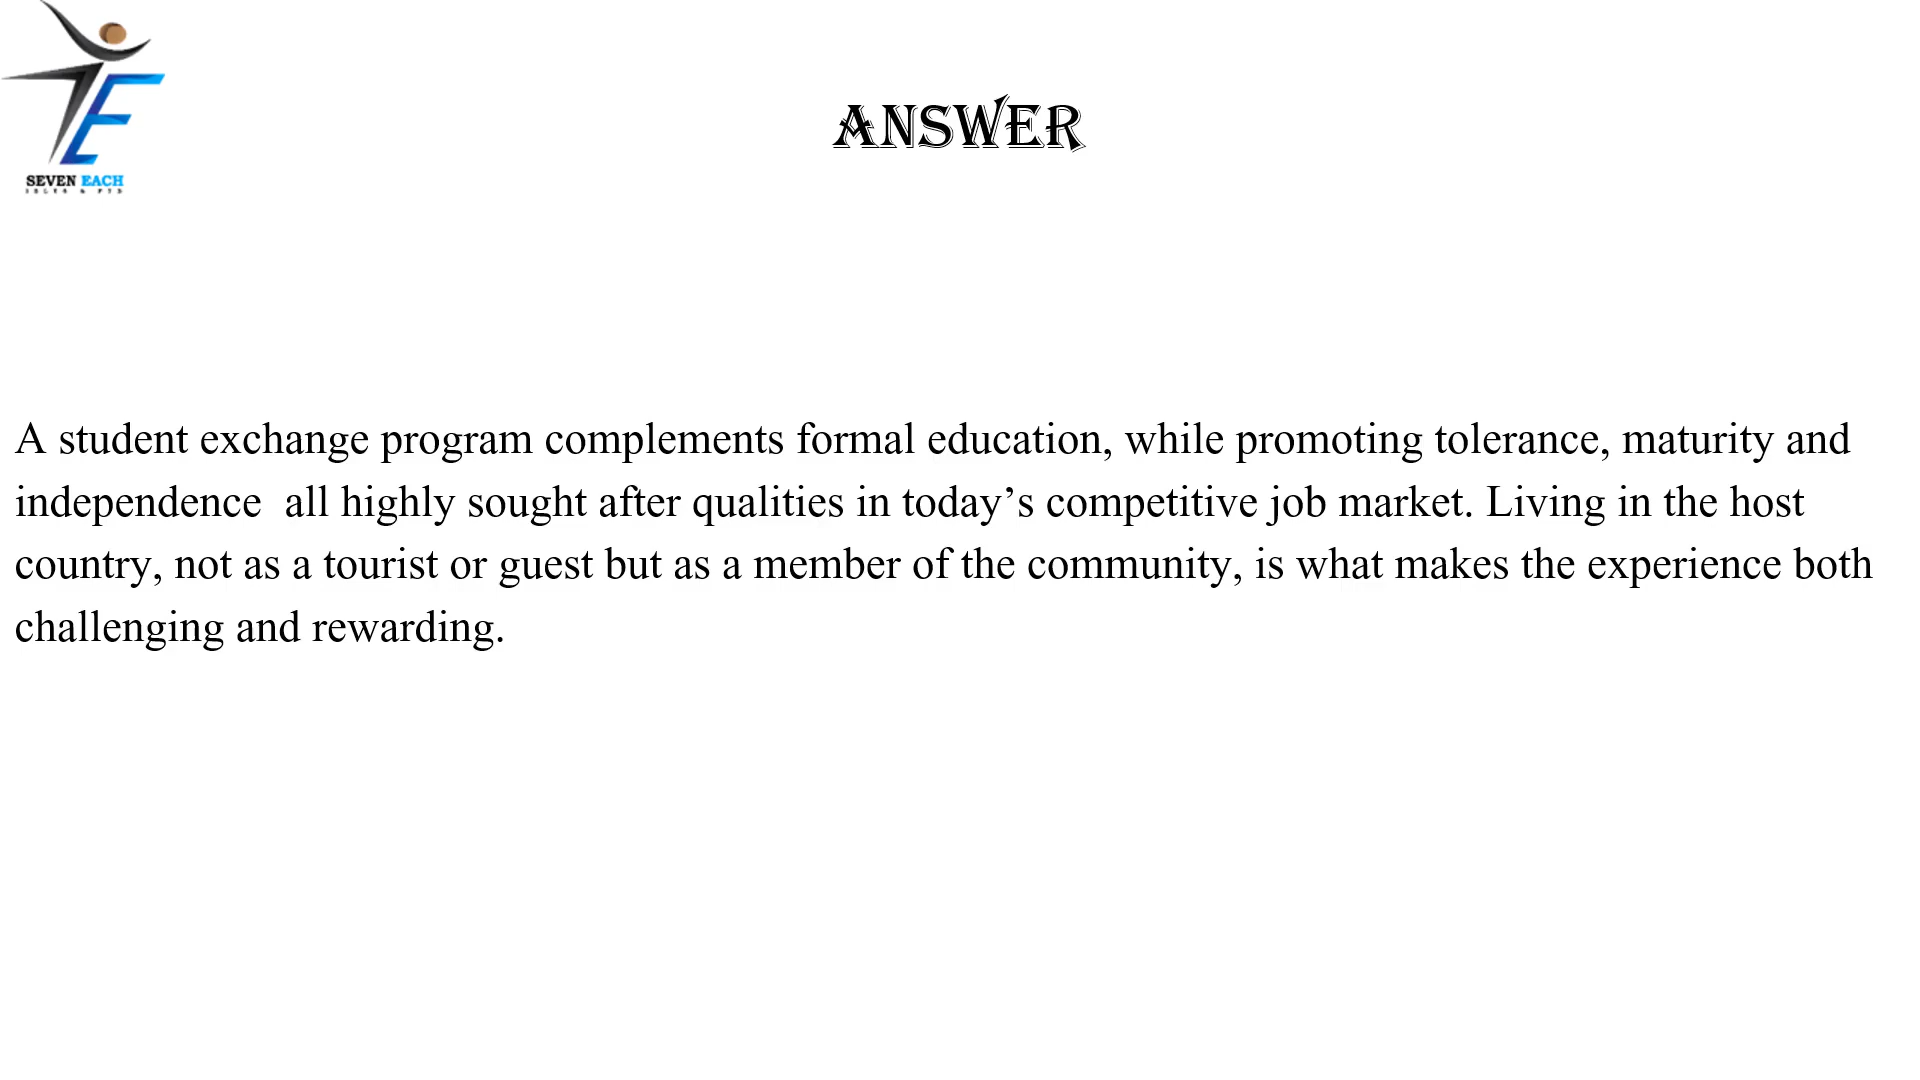 ANSWER
SEVEN EACH
A student exchange program complements formal education, while promoting tolerance, maturity and
independence  all highly sought after qualities in today’s competitive job market. Living in the host
country, not as a tourist or guest but as a member of the community, is what makes the experience both
challenging and rewarding.